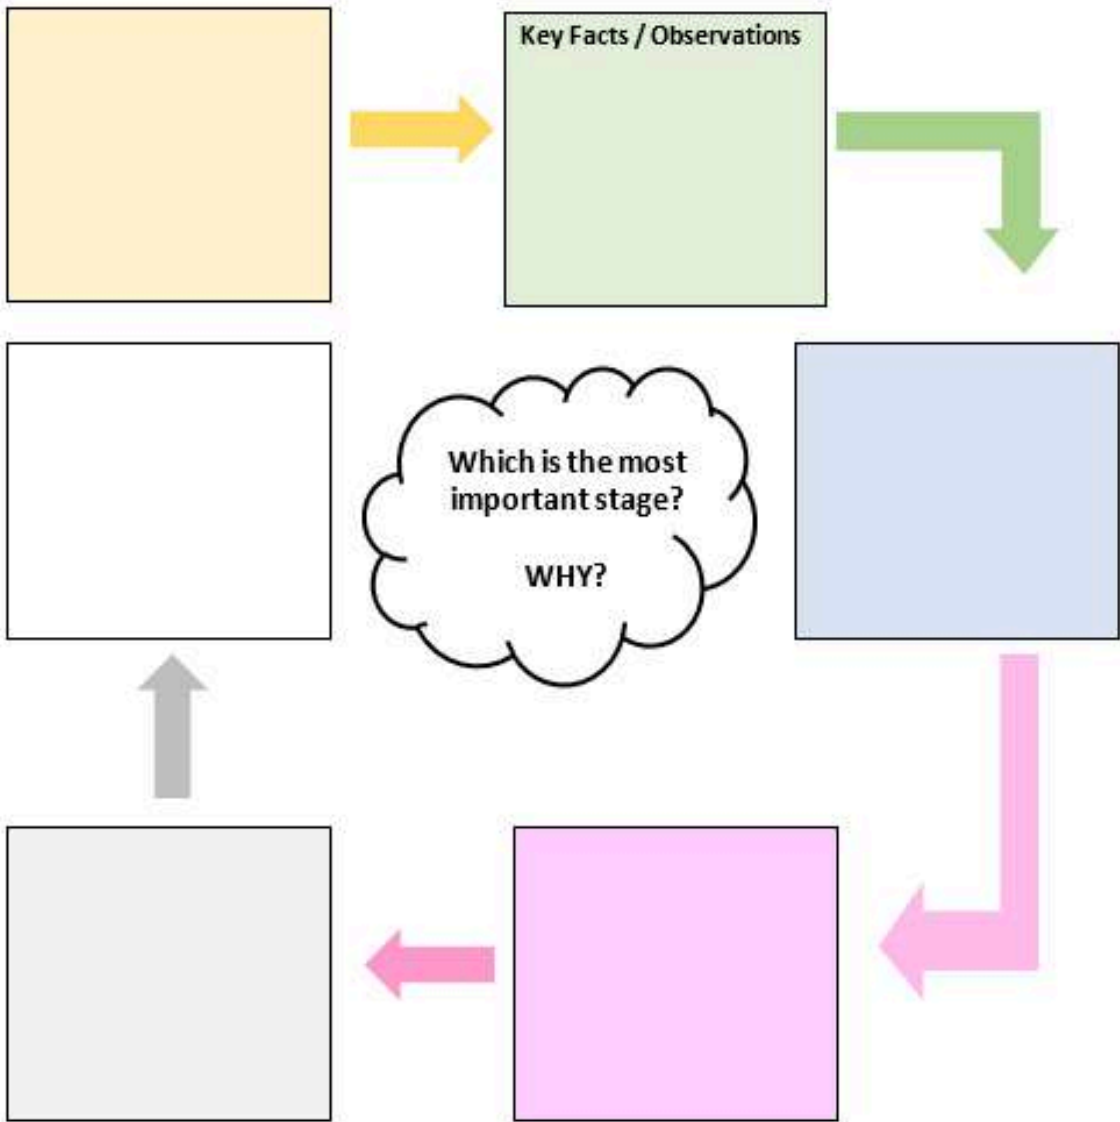 Key Facts / Observations
Which is the most
important stage?
WHY?